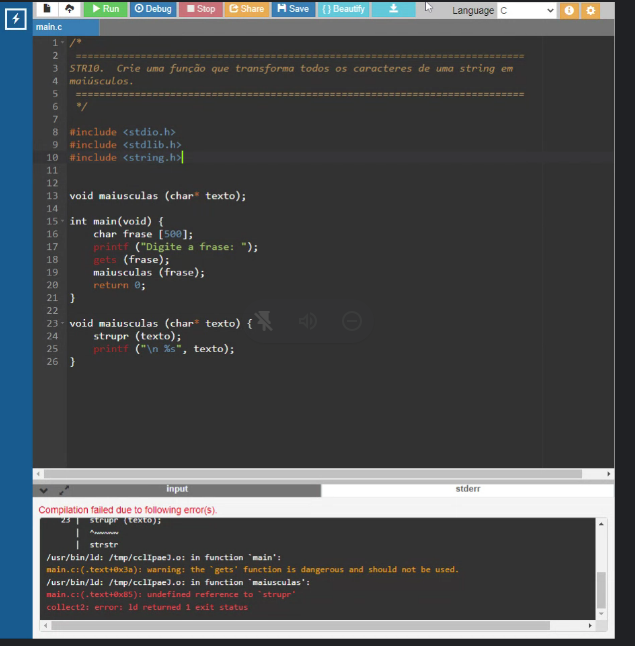 Run Debug Stop Share Save { } Beautify Language C
main.c
1 /*
2 ===========================================================================
3 STR10. Crie uma função que transforma todos os caracteres de uma string em
4 maiúsculos.
5 ===========================================================================
6 */
7
8 #include <stdio.h>
9 #include <stdlib.h>
10 #include <string.h>
11
12
13 void maiusculas (char* texto);
14
15 int main(void) {
16 char frase [500];
17 printf ("Digite a frase: ");
18 gets (frase);
19 maiusculas (frase);
20 return 0;
21 }
22
23 void maiusculas (char* texto) {
24 strupr (texto);
25 printf ("\n %s", texto);
26 }
input stderr
Compilation failed due to following error(s).
23 | strupr (texto);
| ^~~~~~
| strstr
/usr/bin/ld: /tmp/cclIpaeJ.o: in function `main':
main.c:(.text+0x3a): warning: the `gets' function is dangerous and should not be used.
/usr/bin/ld: /tmp/cclIpaeJ.o: in function `maiusculas':
main.c:(.text+0x85): undefined reference to `strupr'
collect2: error: ld returned 1 exit status